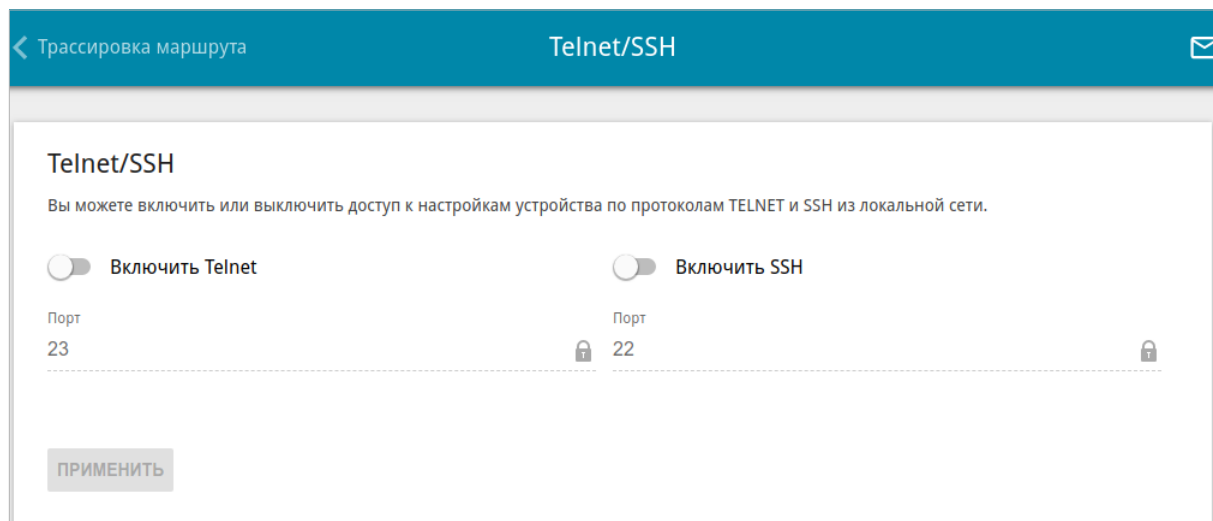 Трассировка маршрута
Telnet/SSH
Telnet/SSH
Вы можете включить или выключить доступ к настройкам устройства по протоколам TELNET и SSH из локальной сети.
Включить Telnet
Включить SSH
Порт
Порт
23
22
ПРИМЕНИТЬ